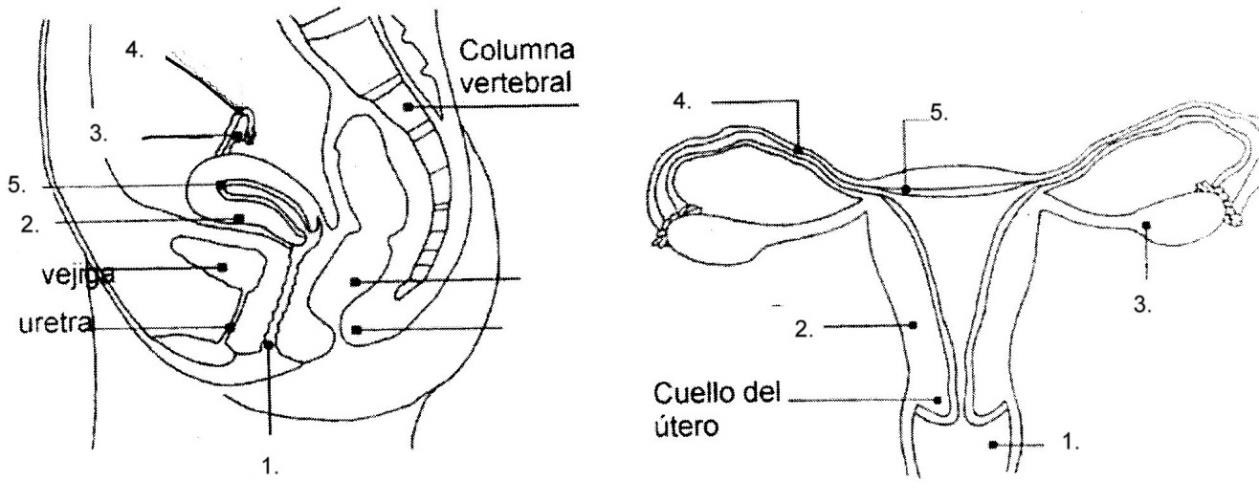 4.
Columna
vertebral
3.
5.
2.
vejiga
uretra
1.
4.
5.
3.
2.
Cuello del
útero
1.